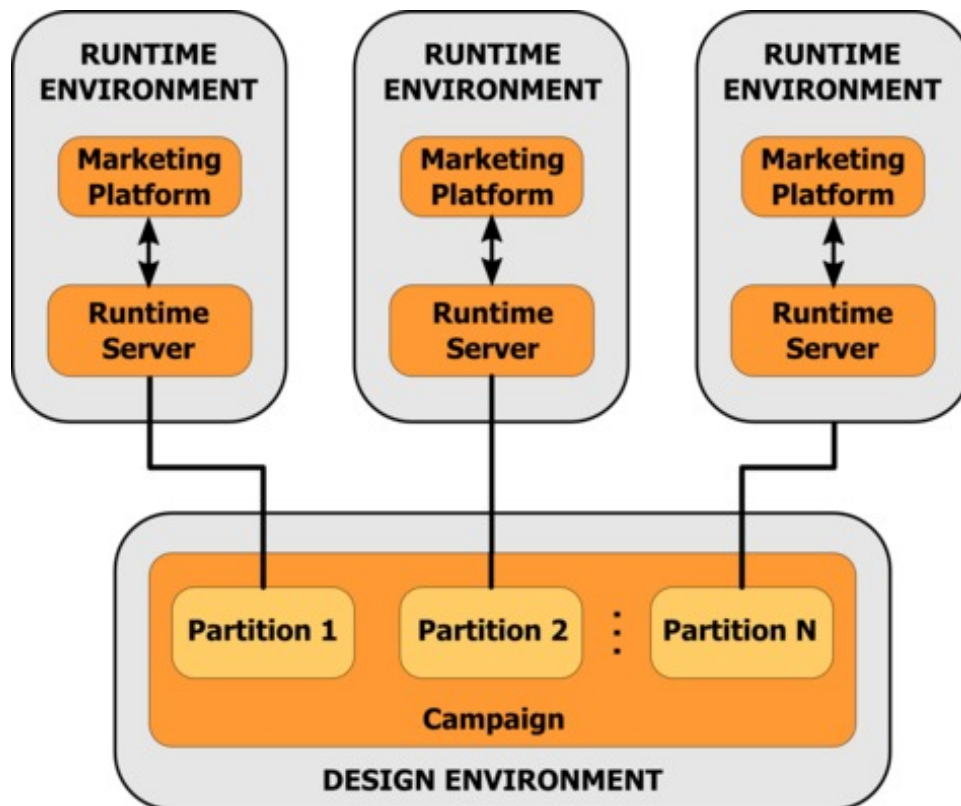 RUNTIME
ENVIRONMENT
Marketing
Platform
Runtime
Server
RUNTIME
ENVIRONMENT
Marketing
Platform
Runtime
Server
RUNTIME
ENVIRONMENT
Marketing
Platform
Runtime
Server
Partition 1
Partition 2
Partition N
Campaign
DESIGN ENVIRONMENT